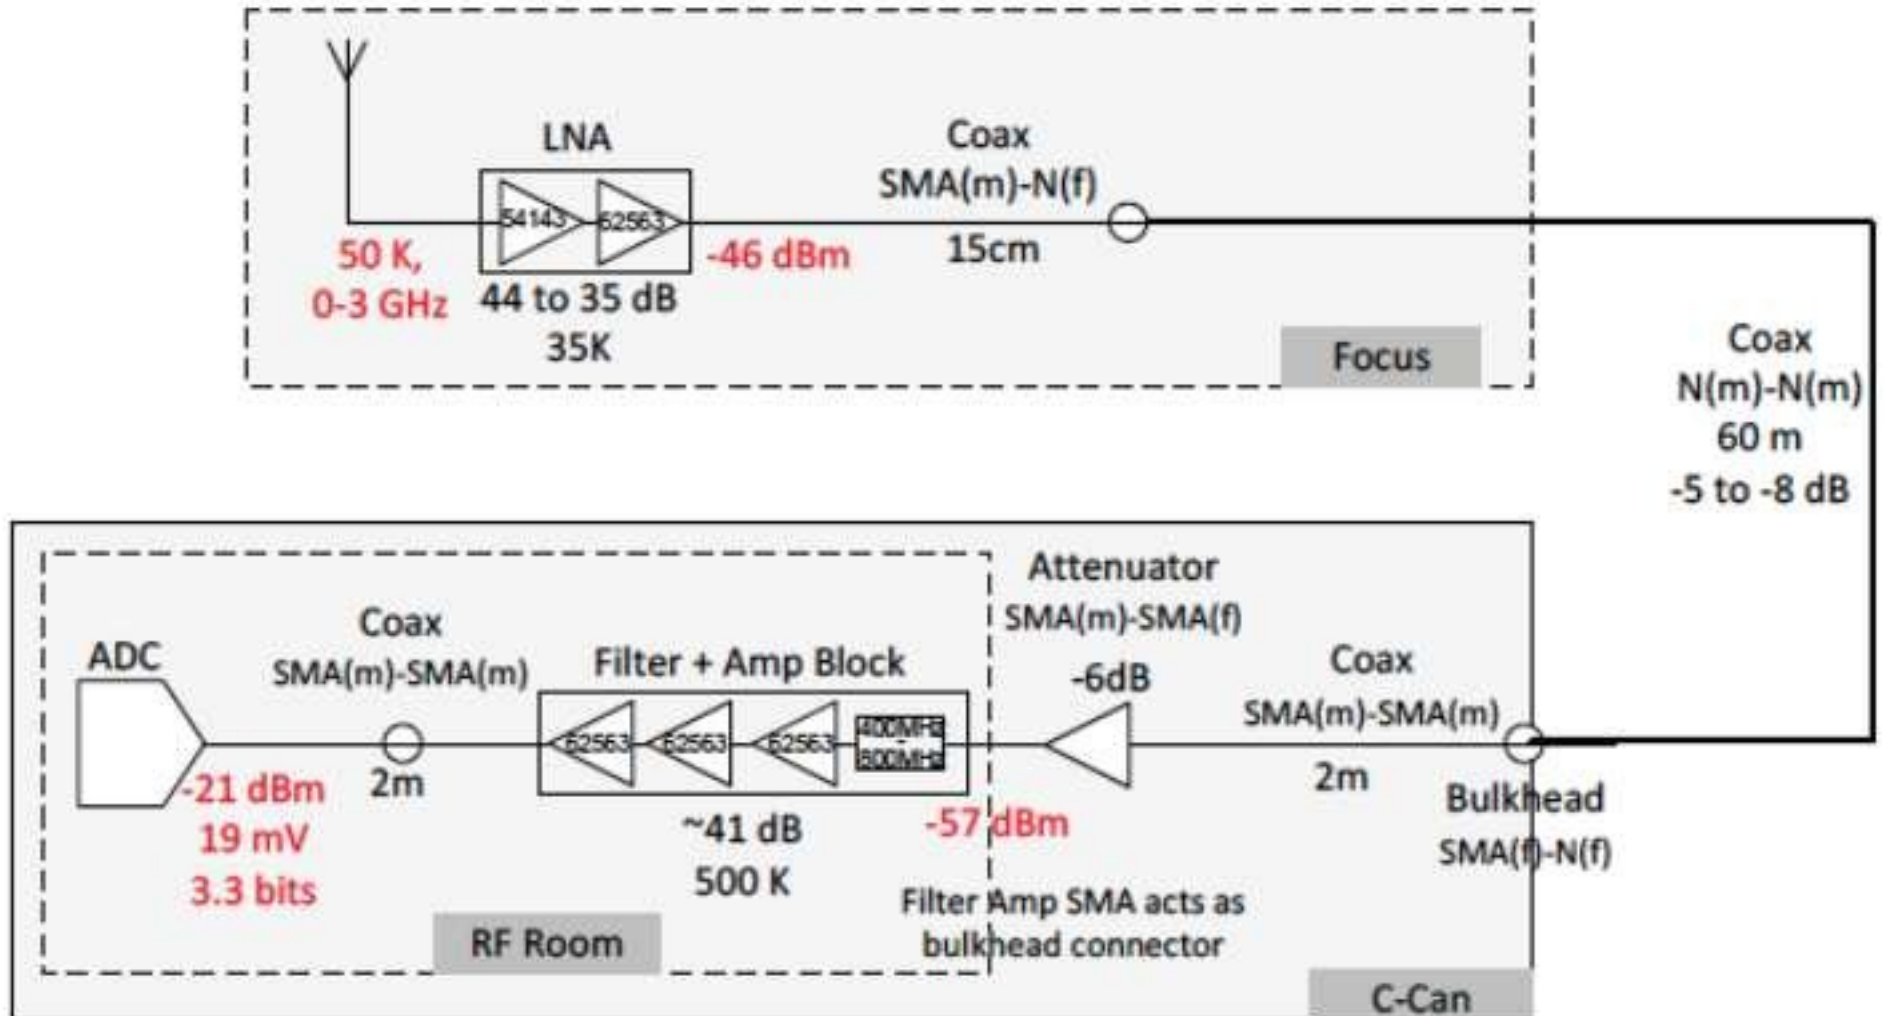 LNA
54143
62563
50 K,
0-3 GHz
44 to 35 dB
35K
-46 dBm
Coax
SMA(m)-N(f)
15cm
Focus
Coax
N(m)-N(m)
60 m
-5 to -8 dB
ADC
-21 dBm
19 mV
3.3 bits
Coax
SMA(m)-SMA(m)
2m
Filter + Amp Block
62563
62563
62563
400MHz
-
800MHz
~41 dB
500 K
-57 dBm
RF Room
Attenuator
SMA(m)-SMA(f)
-6dB
Filter Amp SMA acts as
bulkhead connector
Coax
SMA(m)-SMA(m)
2m
Bulkhead
SMA(f)-N(f)
C-Can